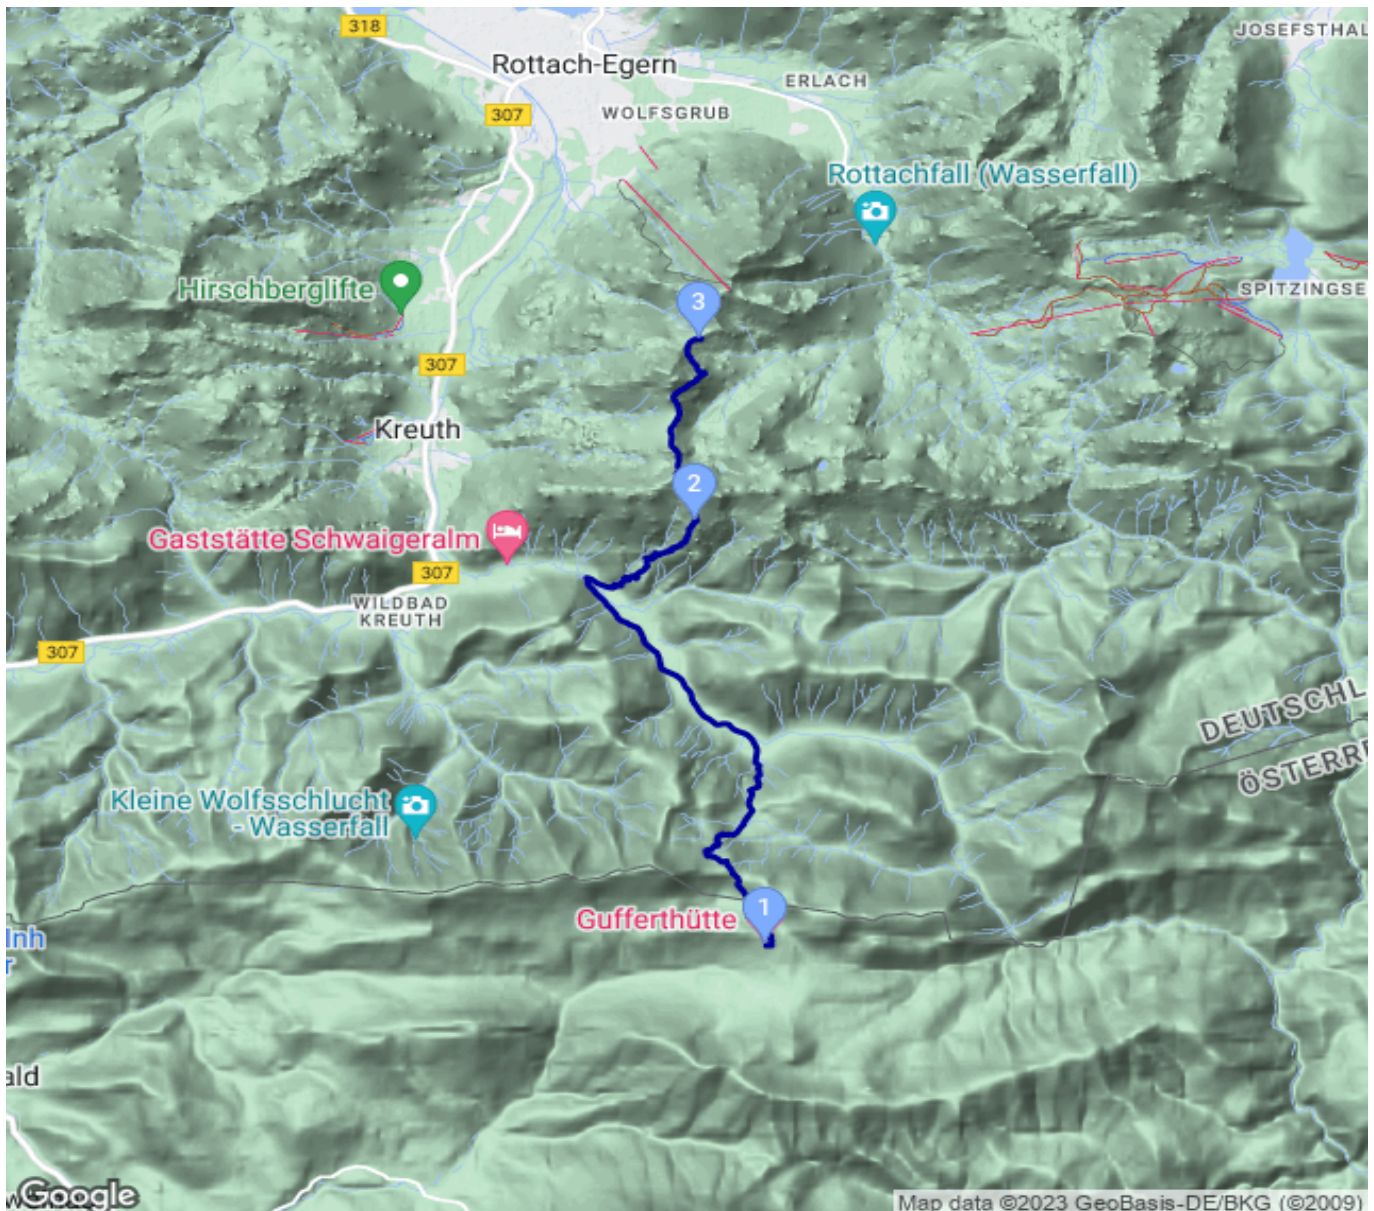 318
JOSEFSTHAL
Rottach-Egern
ERLACH
307
WOLFSGRUB
Rottachfall (Wasserfall)
Hirschberglifte
SPITZINGSE
3
307
Kreuth
2
Gaststätte Schwaigeralm
307
WILDBAD
KREUTH
307
DEUTSCHL
ÖSTERRE
Kleine Wolfsschlucht
- Wasserfall
1
Gufferthütte
Inh
r
ald
Google
Map data ©2023 GeoBasis-DE/BKG (©2009)